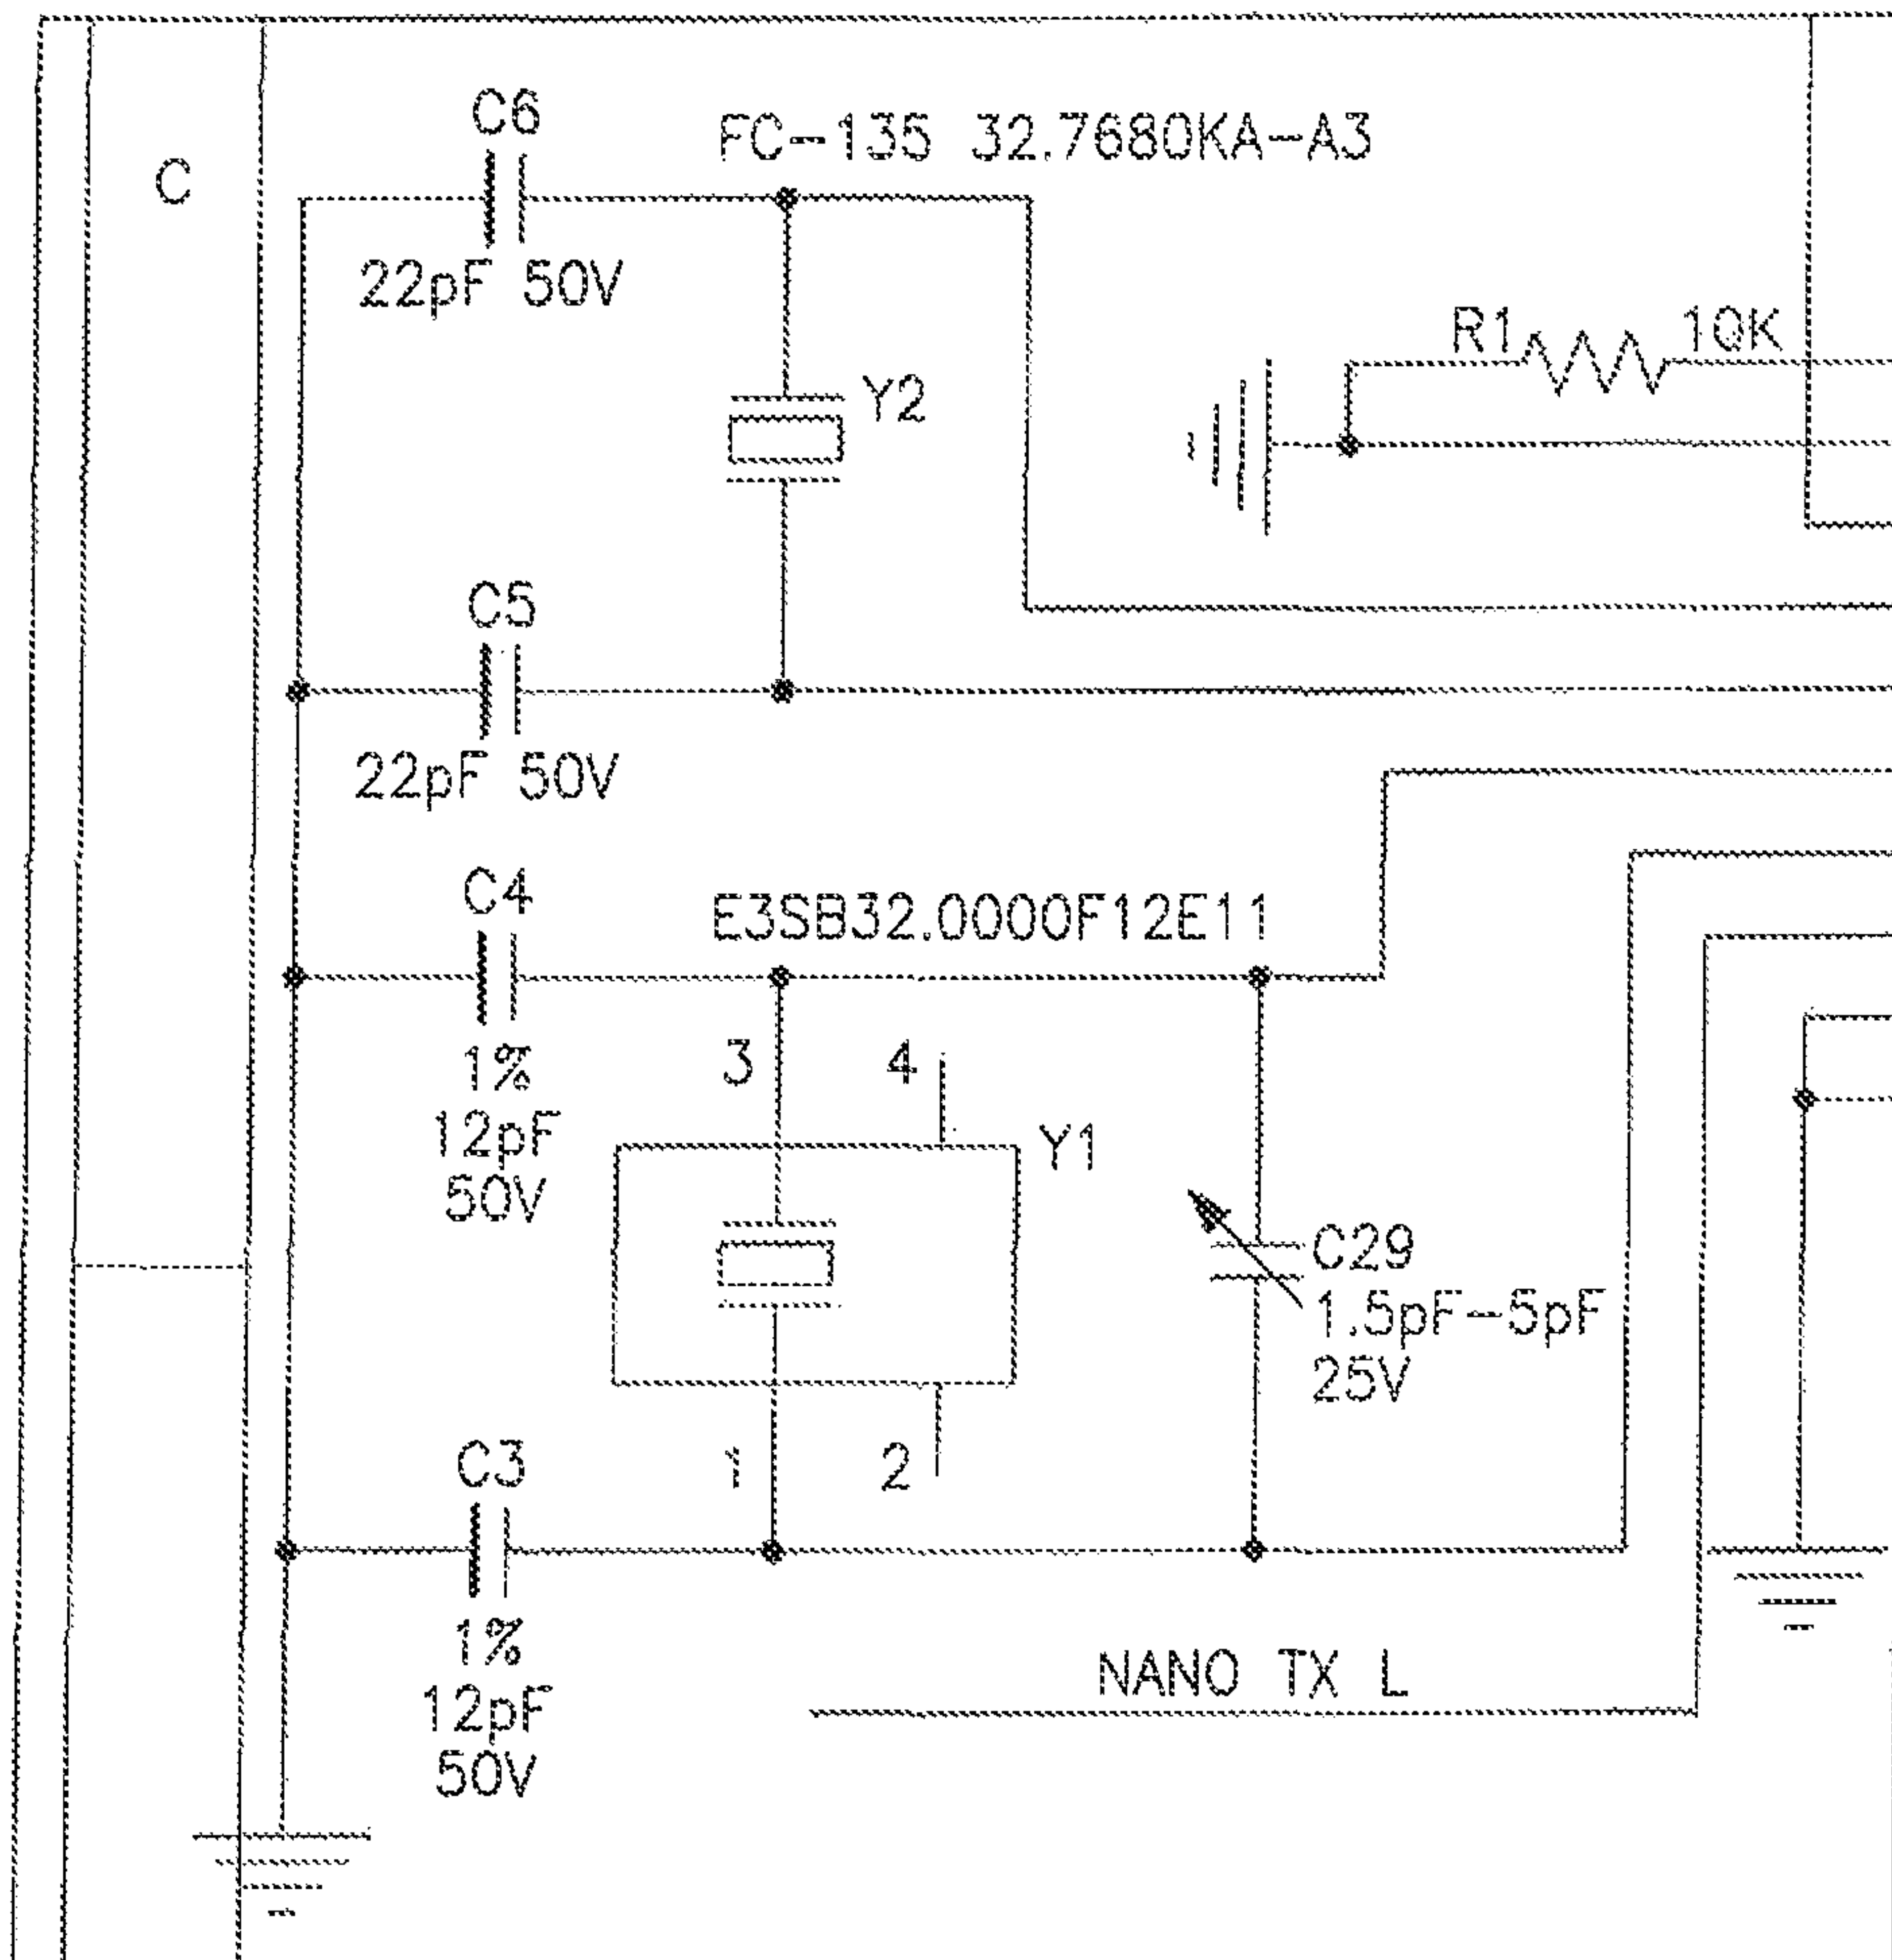 C6
FC-135 32.7680KA-A3
C
22pF 50V
R1 10K
Y2
C5
22pF 50V
C4
E3SB32.0000F12E11
1%
12pF
50V
3 4
Y1
C29
1.5pF-5pF
25V
C3
1 2
1%
12pF
50V
NANO TX L